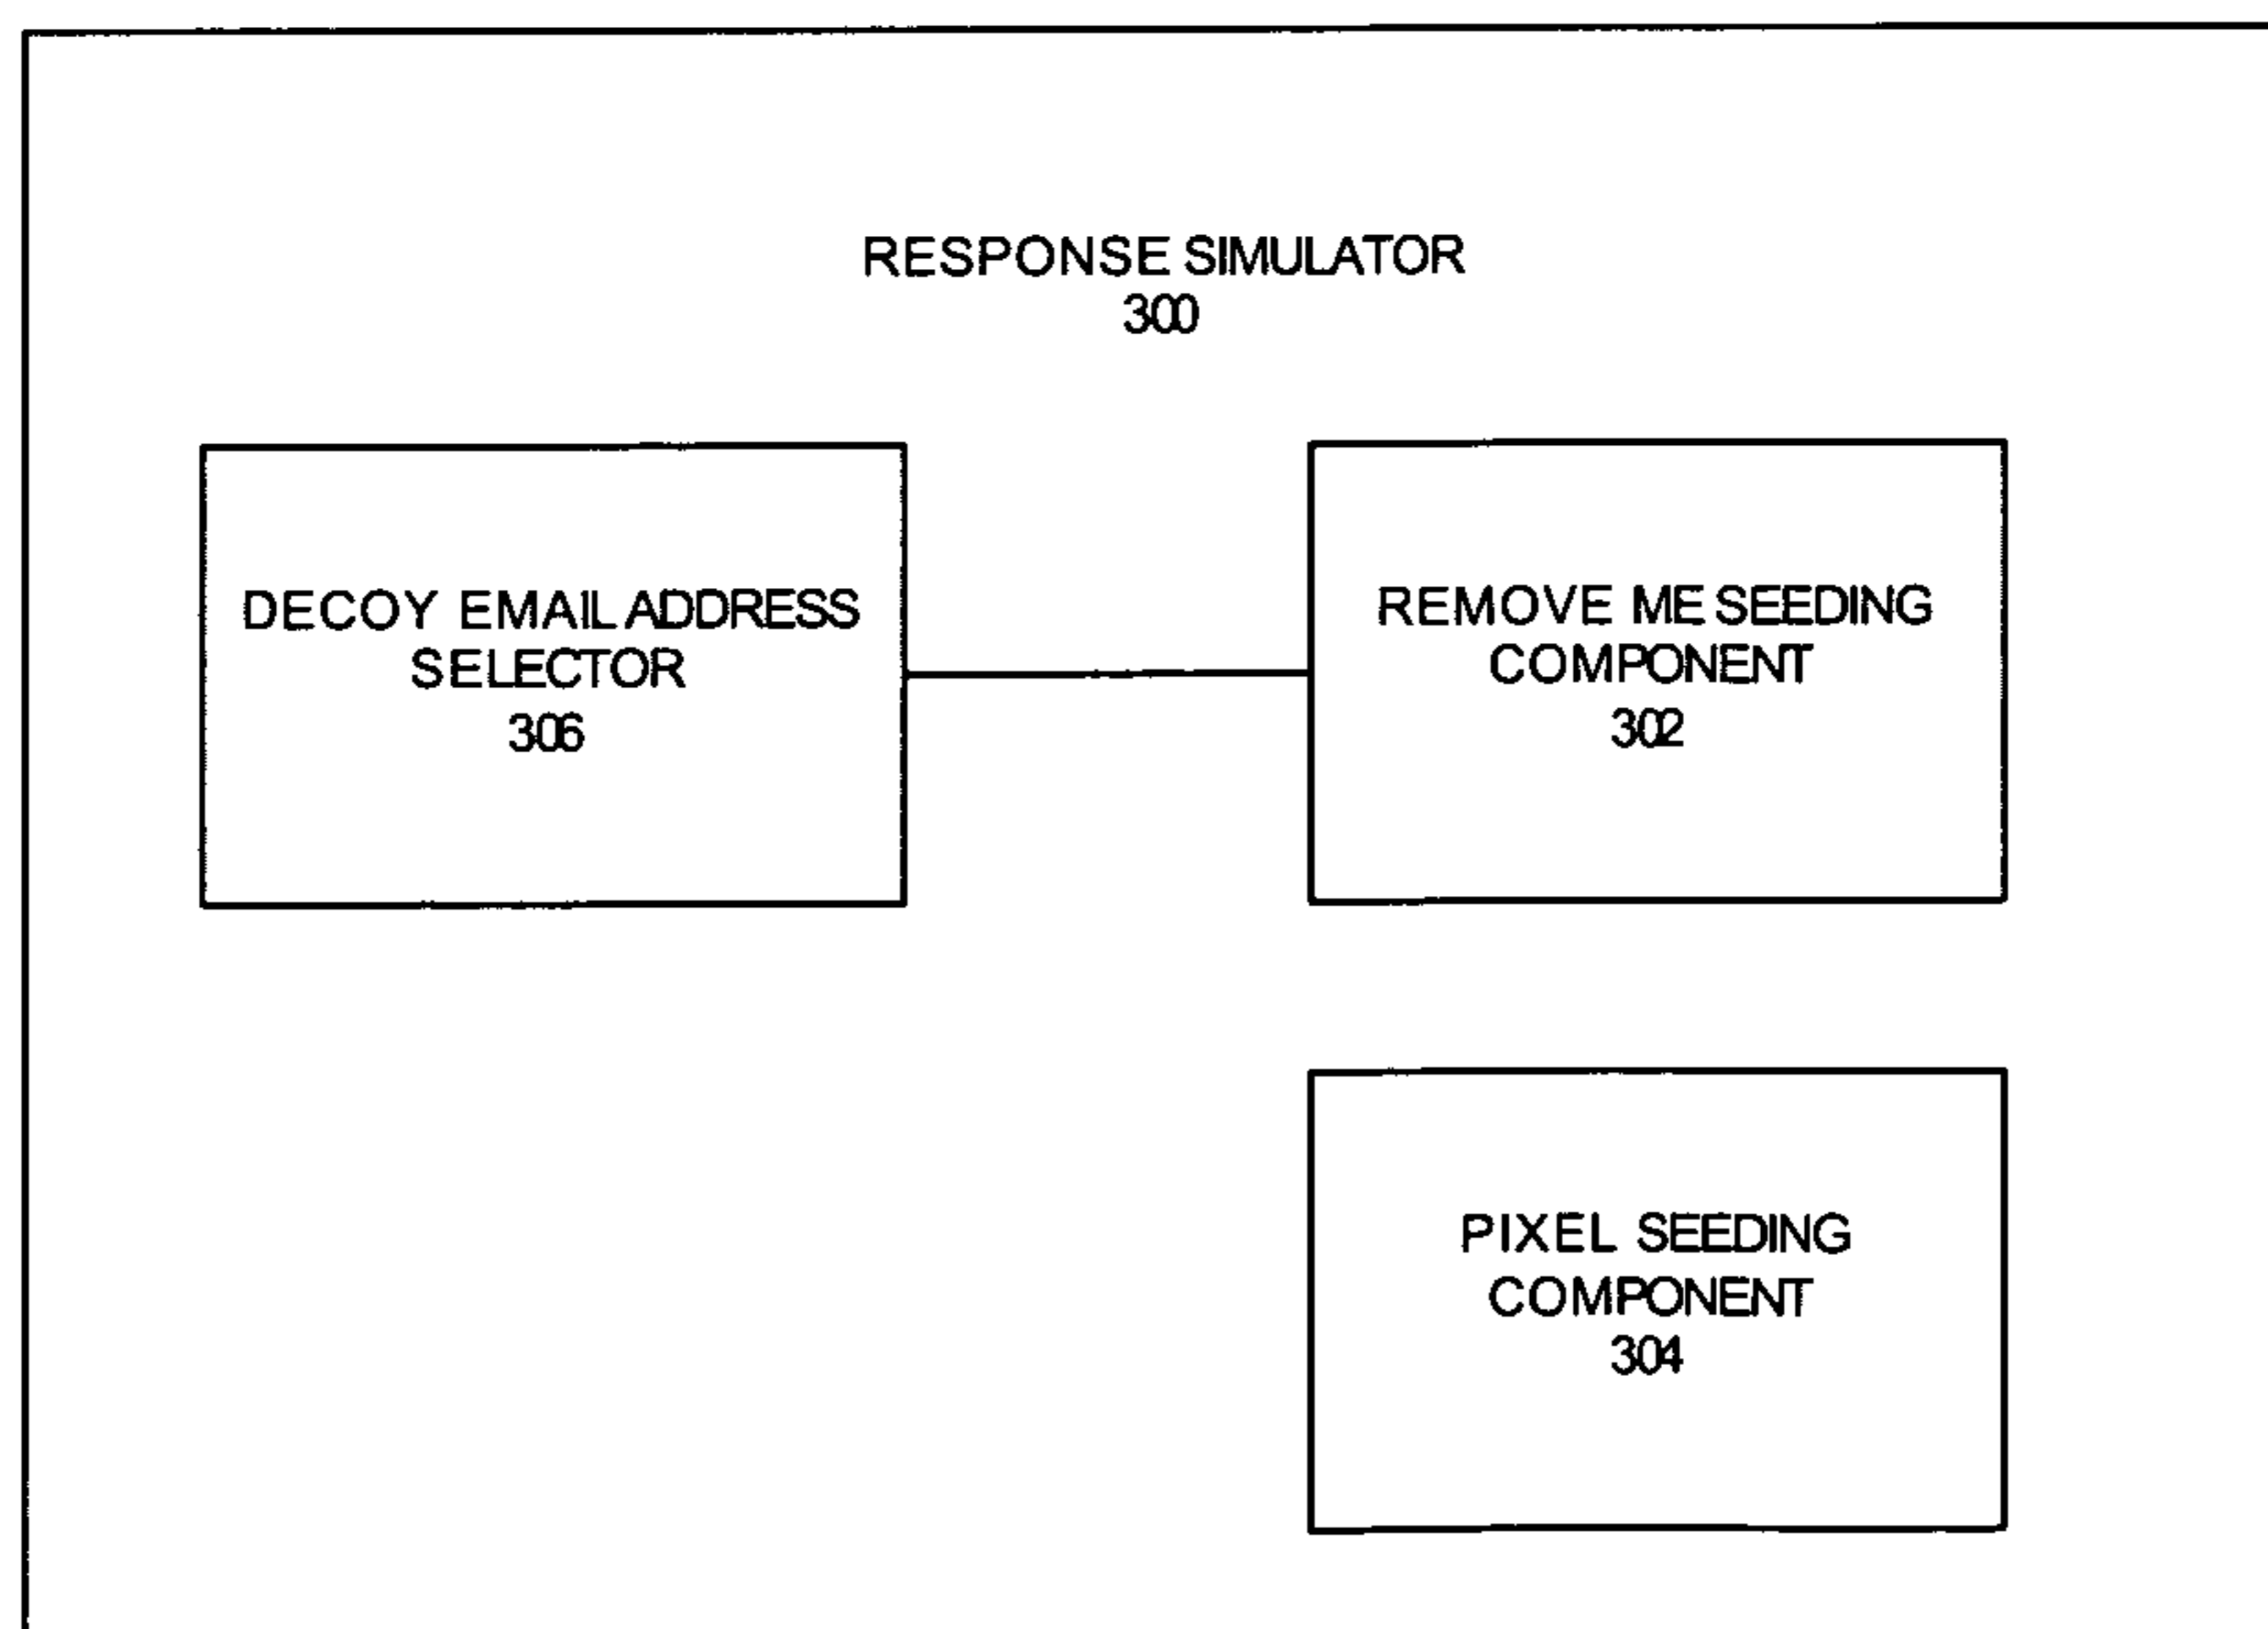 RESPONSE SIMULATOR
300
DECOY EMAIL ADDRESS
SELECTOR
306
REMOVE ME SEEDING
COMPONENT
302
PIXEL SEEDING
COMPONENT
304